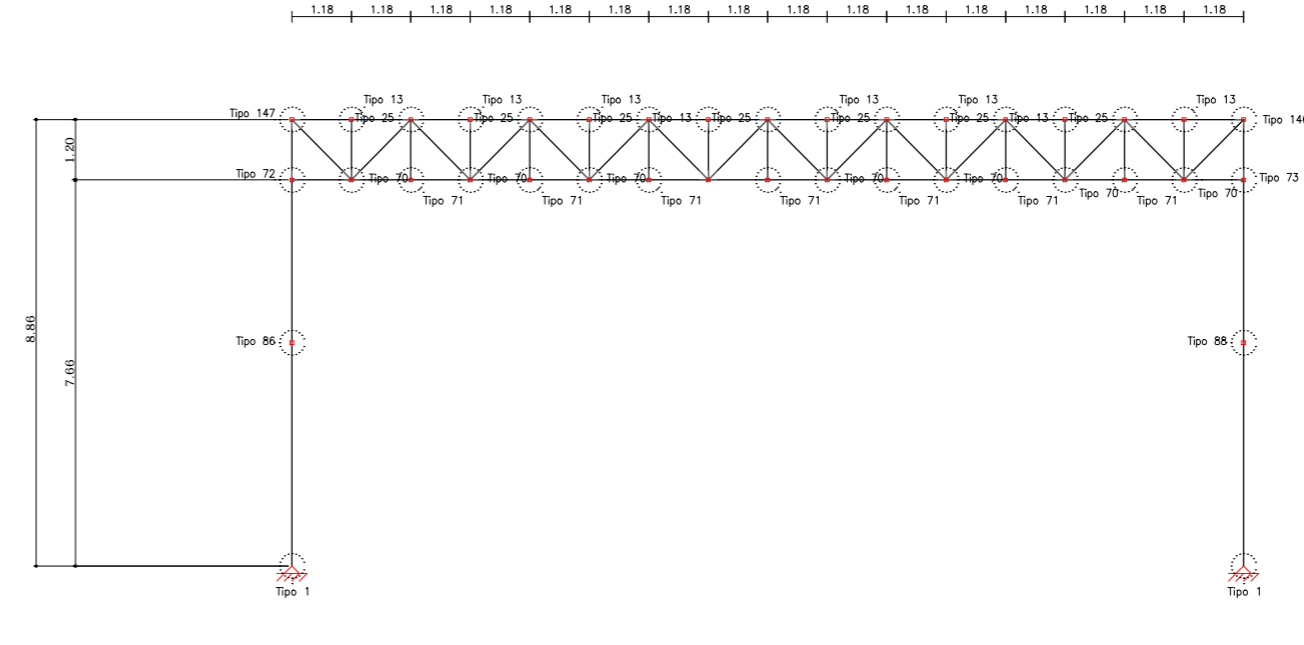 1.18 1.18 1.18 1.18 1.18 1.18 1.18 1.18 1.18 1.18 1.18 1.18 1.18 1.18 1.18 1.18
Tipo 13 Tipo 13 Tipo 13 Tipo 13 Tipo 13 Tipo 13
Tipo 147 Tipo 25 Tipo 25 Tipo 25 Tipo 13 Tipo 25 Tipo 25 Tipo 25 Tipo 13 Tipo 25 Tipo 146
1.20
Tipo 72 Tipo 70 Tipo 70 Tipo 70 Tipo 70 Tipo 70 Tipo 73
Tipo 70 Tipo 70
Tipo 71 Tipo 71 Tipo 71 Tipo 71 Tipo 71 Tipo 71 Tipo 71
8.86
Tipo 86 Tipo 88
7.66
Tipo 1 Tipo 1